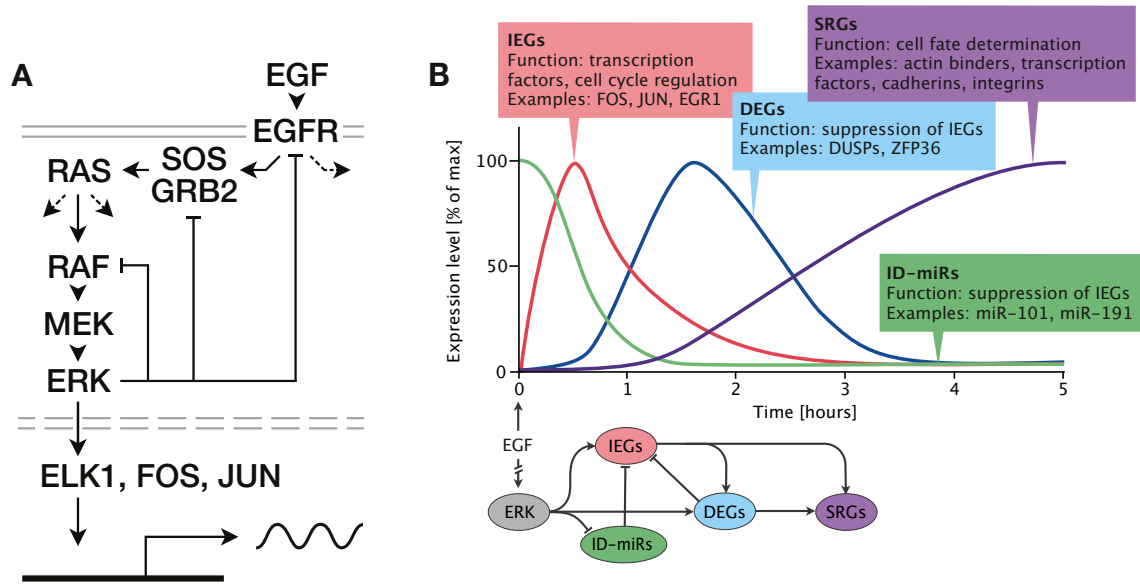 A
EGF
EGFR
SOS
GRB2
RAS
RAF
MEK
ERK
ELK1, FOS, JUN
B
IEGs
Function: transcription
factors, cell cycle regulation
Examples: FOS, JUN, EGR1
SRGs
Function: cell fate determination
Examples: actin binders, transcription
factors, cadherins, integrins
DEGs
Function: suppression of IEGs
Examples: DUSPs, ZFP36
ID-miRs
Function: suppression of IEGs
Examples: miR-101, miR-191
Expression level [% of max]
100
50
0
0
1
2
3
4
5
Time [hours]
EGF
IEGs
ERK
DEGs
SRGs
ID-miRs